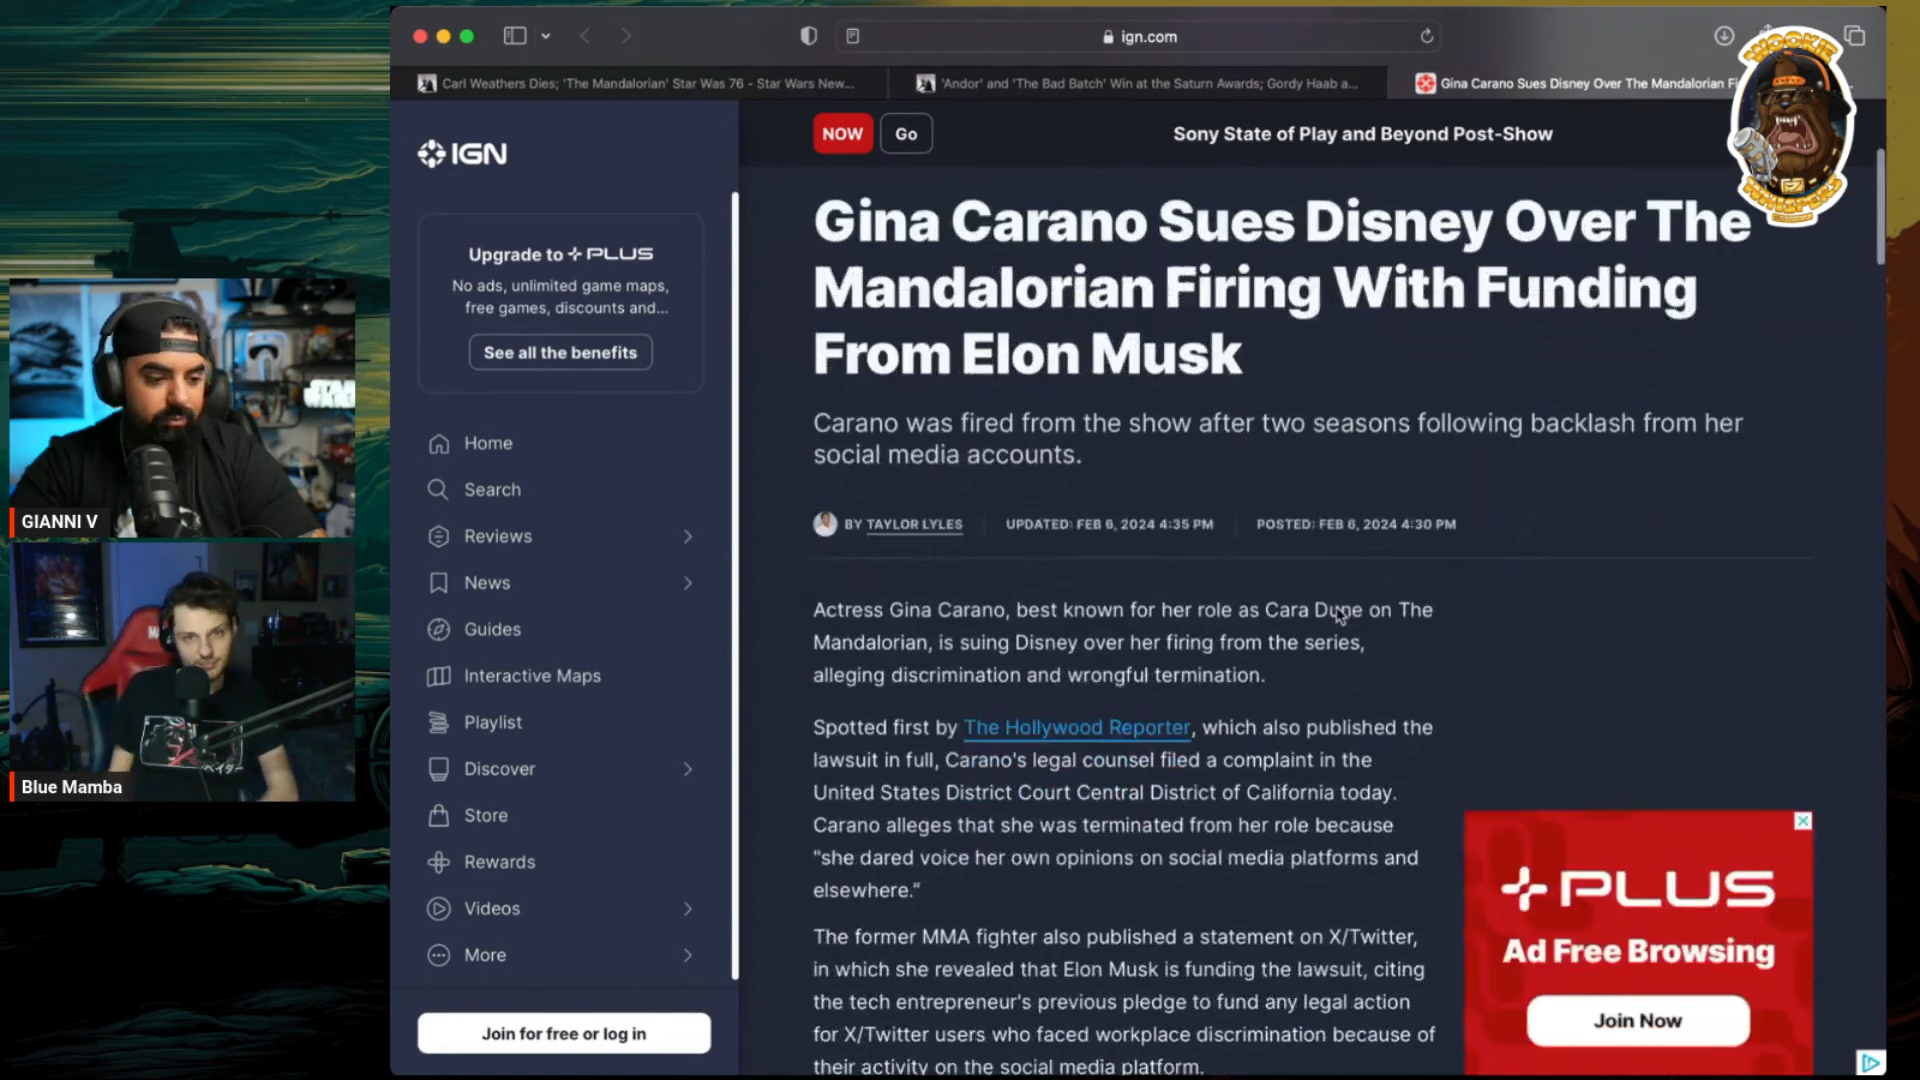 ign.com
Carl Weathers Dies; 'The Mandalorian' Star Was 76 - Star Wars New...
'Andor' and 'The Bad Batch' Win at the Saturn Awards; Gordy Haab a...
Gina Carano Sues Disney Over The Mandalorian Fi
WOOKIE
WHISPERS
IGN
NOW
Go
Sony State of Play and Beyond Post-Show
Upgrade to PLUS
No ads, unlimited game maps,
free games, discounts and...
See all the benefits
Home
Search
Reviews
News
Guides
Interactive Maps
Playlist
Discover
Store
Rewards
Videos
More
Join for free or log in
Gina Carano Sues Disney Over The
Mandalorian Firing With Funding
From Elon Musk
Carano was fired from the show after two seasons following backlash from her
social media accounts.
BY TAYLOR LYLES
UPDATED: FEB 6, 2024 4:35 PM
POSTED: FEB 6, 2024 4:30 PM
Actress Gina Carano, best known for her role as Cara Dune on The
Mandalorian, is suing Disney over her firing from the series,
alleging discrimination and wrongful termination.
Spotted first by The Hollywood Reporter, which also published the
lawsuit in full, Carano's legal counsel filed a complaint in the
United States District Court Central District of California today.
Carano alleges that she was terminated from her role because
"she dared voice her own opinions on social media platforms and
elsewhere."
The former MMA fighter also published a statement on X/Twitter,
in which she revealed that Elon Musk is funding the lawsuit, citing
the tech entrepreneur's previous pledge to fund any legal action
for X/Twitter users who faced workplace discrimination because of
their activity on the social media platform.
PLUS
Ad Free Browsing
Join Now
GIANNI V
Blue Mamba
ベイダー